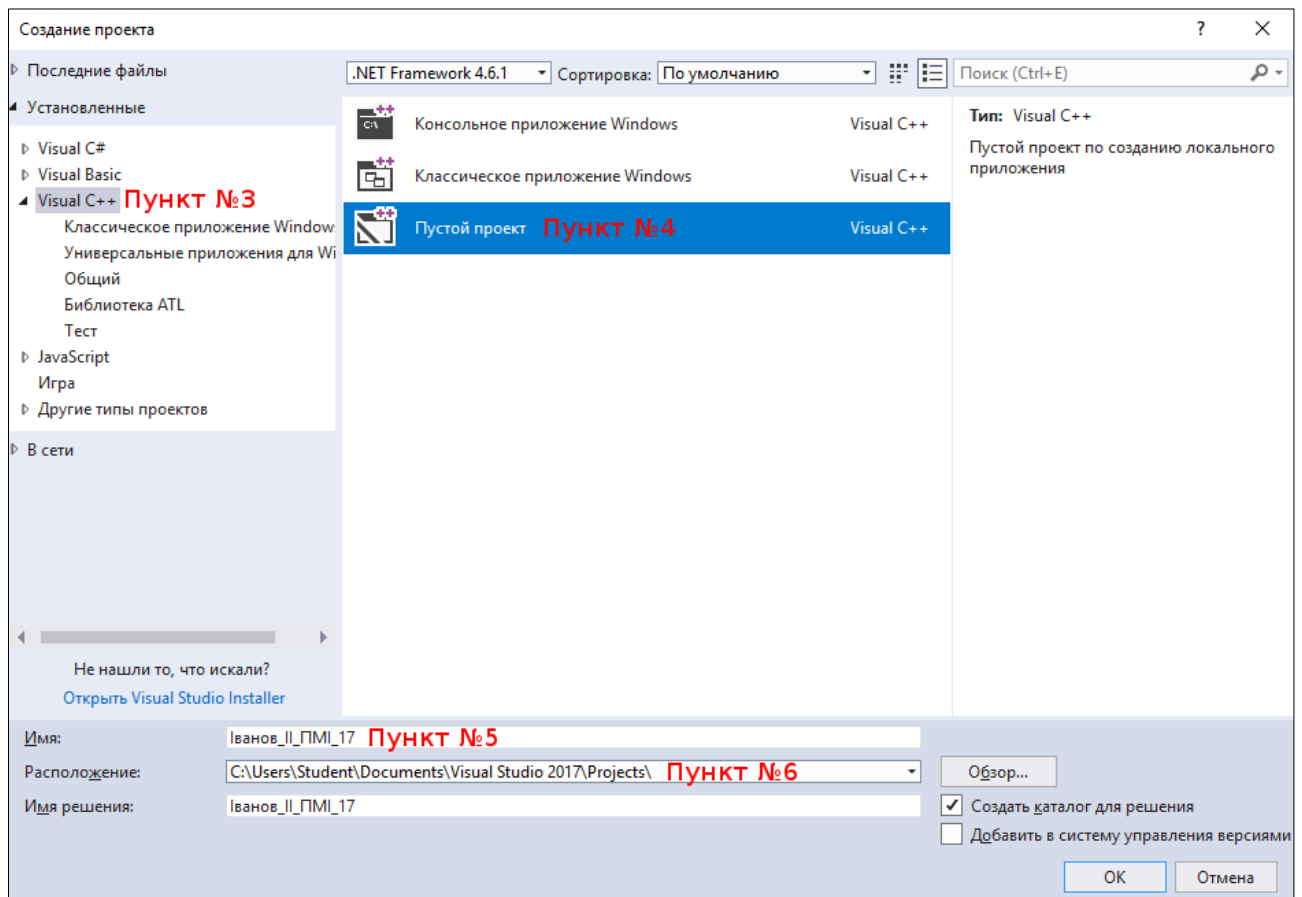 Создание проекта ?
Последние файлы
.NET Framework 4.6.1 Сортировка: По умолчанию Поиск (Ctrl+E)
Установленные
Visual C#
Visual Basic
Visual C++ Пункт №3
Классическое приложение Window
Универсальные приложения для Wi
Общий
Библиотека ATL
Тест
JavaScript
Игра
Другие типы проектов
В сети
Не нашли то, что искали?
Открыть Visual Studio Installer
Консольное приложение Windows Visual C++
Классическое приложение Windows Visual C++
Пустой проект Пункт №4 Visual C++
Тип: Visual C++
Пустой проект по созданию локального
приложения
Имя: Іванов_ІІ_ПМІ_17 Пункт №5
Расположение: C:\Users\Student\Documents\Visual Studio 2017\Projects\ Пункт №6 Обзор...
Имя решения: Іванов_ІІ_ПМІ_17
Создать каталог для решения
Добавить в систему управления версиями
ОК Отмена